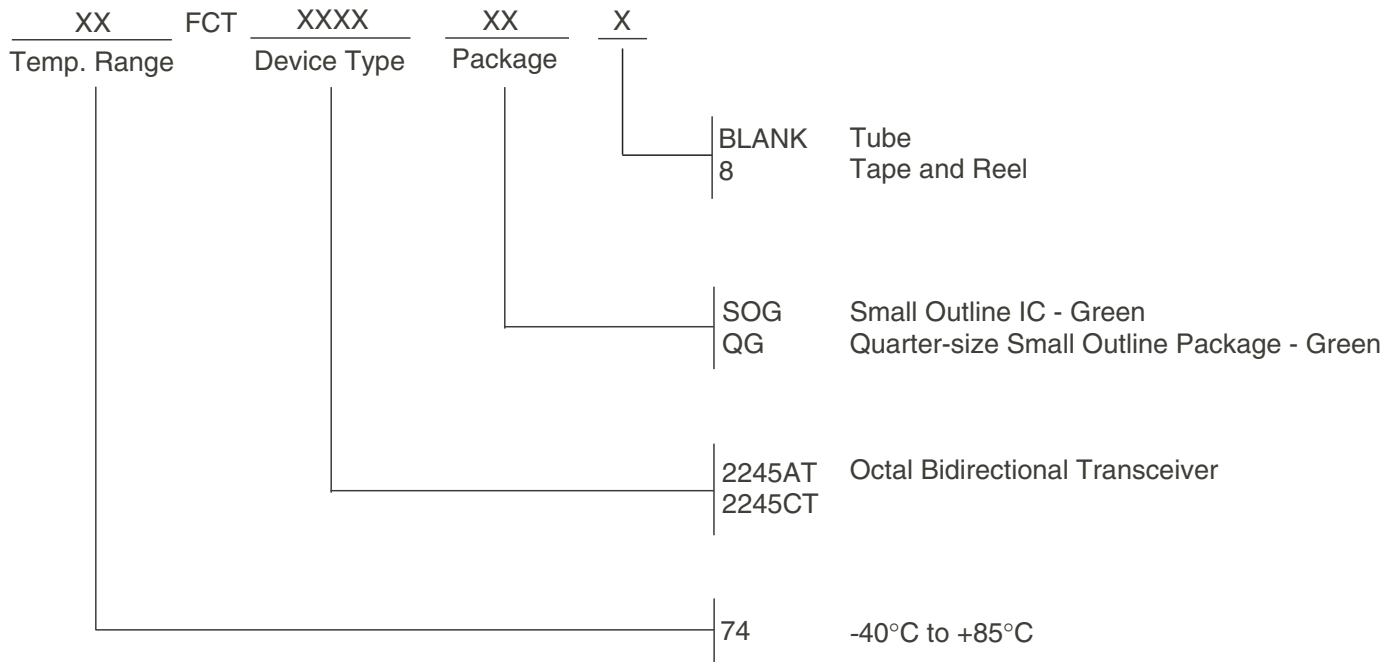 XX FCT XXXX XX X
Temp. Range Device Type Package
BLANK Tube
8 Tape and Reel
SOG Small Outline IC - Green
QG Quarter-size Small Outline Package - Green
2245AT Octal Bidirectional Transceiver
2245CT
74 -40°C to +85°C